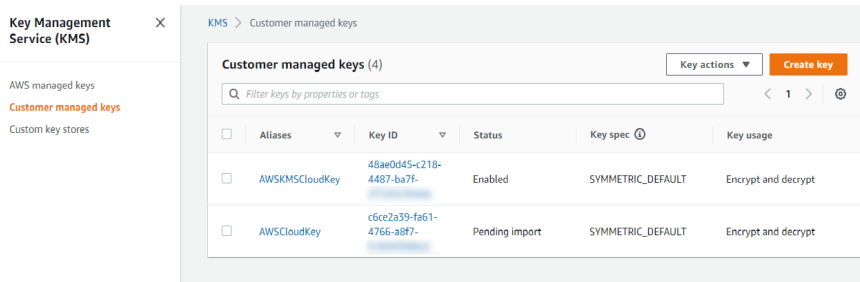 Key Management
Service (KMS)
AWS managed keys
Customer managed keys
Custom key stores
KMS > Customer managed keys
Customer managed keys (4)
Key actions ▼
Create key
Filter keys by properties or tags
< 1 >
Aliases
Key ID
Status
Key spec
Key usage
AWSKMSCloudKey
48ae0d45-c218-
4487-ba7f-
Enabled
SYMMETRIC_DEFAULT
Encrypt and decrypt
AWSCloudKey
c6ce2a39-fa61-
4766-a8f7-
Pending import
SYMMETRIC_DEFAULT
Encrypt and decrypt